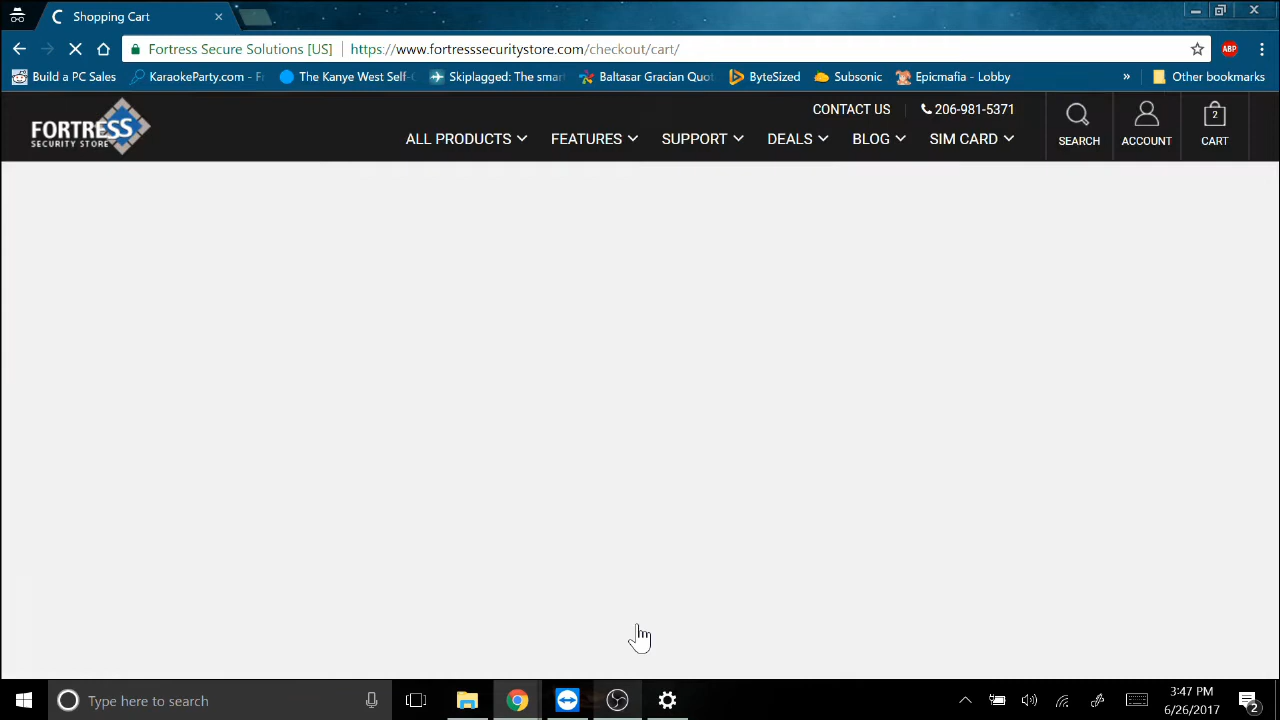 Shopping Cart
Fortress Secure Solutions [US] https://www.fortresssecuritystore.com/checkout/cart/
ABP
Build a PC Sales KaraokeParty.com - Fr The Kanye West Self- Skiplagged: The smar Baltasar Gracian Quot ByteSized Subsonic Epicmafia - Lobby » Other bookmarks
FORTRESS
SECURITY STORE
CONTACT US 206-981-5371
ALL PRODUCTS FEATURES SUPPORT DEALS BLOG SIM CARD
SEARCH ACCOUNT 2 CART
Type here to search
3:47 PM
6/26/2017
2